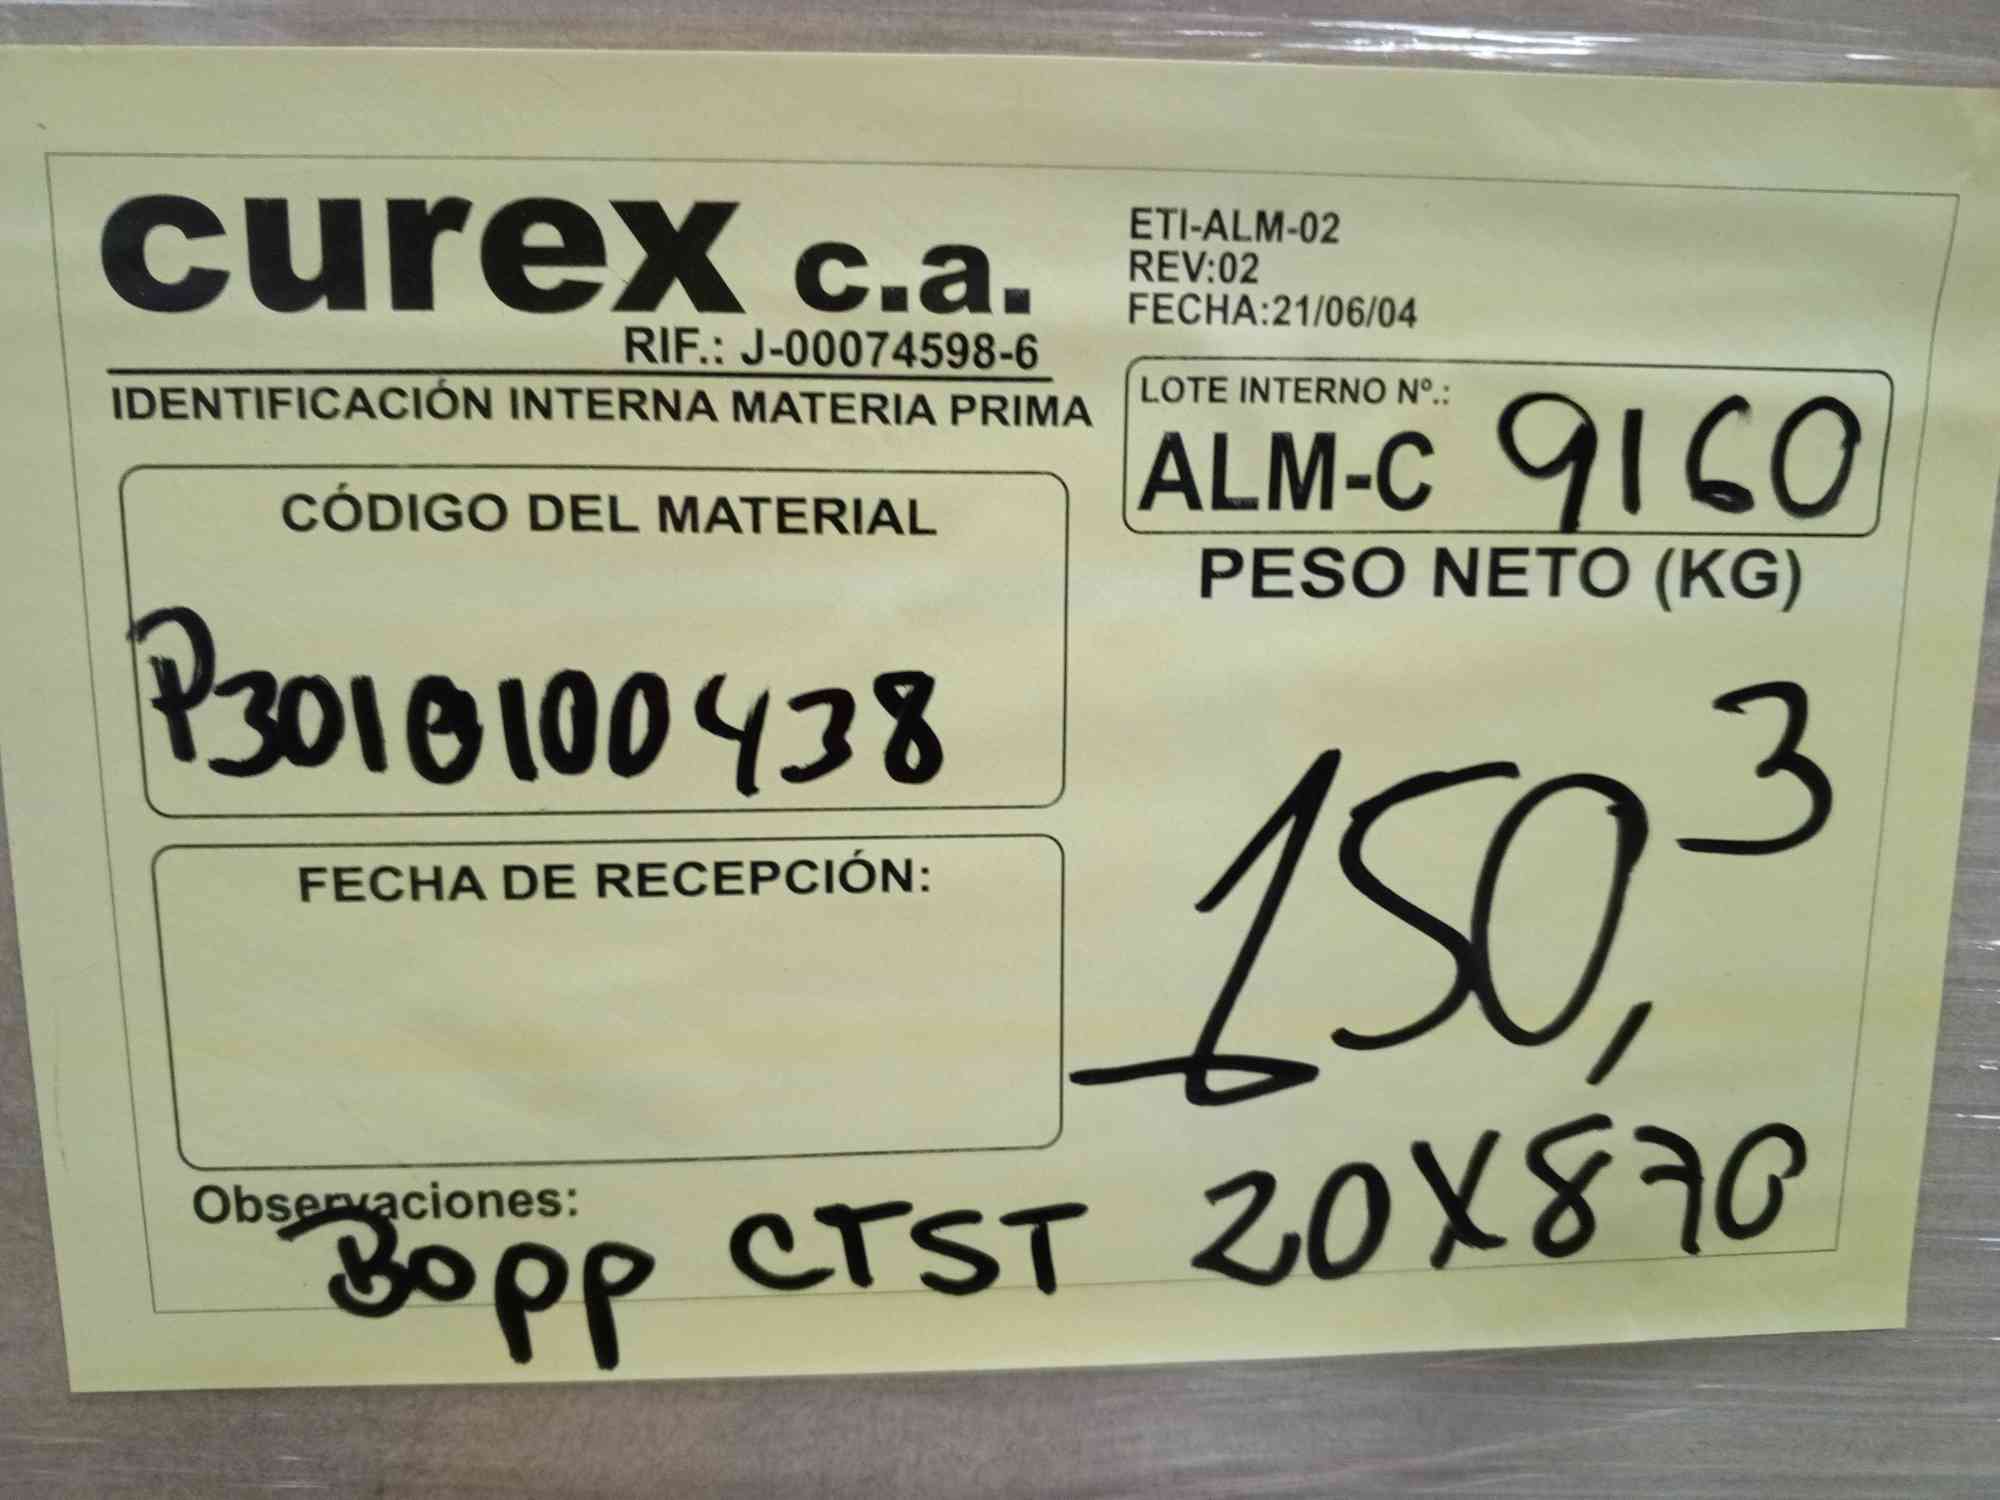 curex c.a.
RIF.: J-00074598-6
IDENTIFICACIÓN INTERNA MATERIA PRIMA
ETI-ALM-02
REV:02
FECHA:21/06/04
LOTE INTERNO Nº.:
ALM-C 9160
CÓDIGO DEL MATERIAL
P3010100438
PESO NETO (KG)
150,3
FECHA DE RECEPCIÓN:
Observaciones:
Bopp CTST 20X870